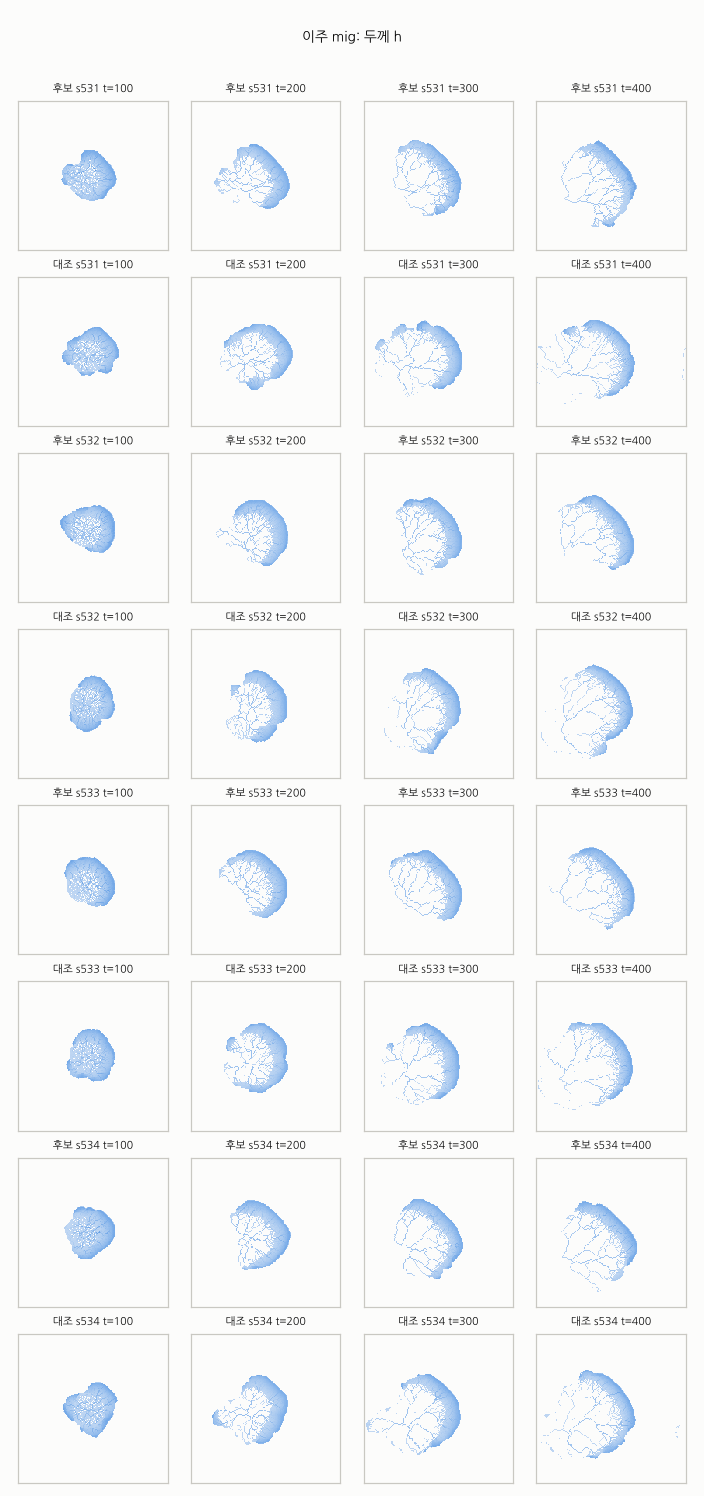 이주 mig: 두께 h
후보 s531 t=100 후보 s531 t=200 후보 s531 t=300 후보 s531 t=400
대조 s531 t=100 대조 s531 t=200 대조 s531 t=300 대조 s531 t=400
후보 s532 t=100 후보 s532 t=200 후보 s532 t=300 후보 s532 t=400
대조 s532 t=100 대조 s532 t=200 대조 s532 t=300 대조 s532 t=400
후보 s533 t=100 후보 s533 t=200 후보 s533 t=300 후보 s533 t=400
대조 s533 t=100 대조 s533 t=200 대조 s533 t=300 대조 s533 t=400
후보 s534 t=100 후보 s534 t=200 후보 s534 t=300 후보 s534 t=400
대조 s534 t=100 대조 s534 t=200 대조 s534 t=300 대조 s534 t=400